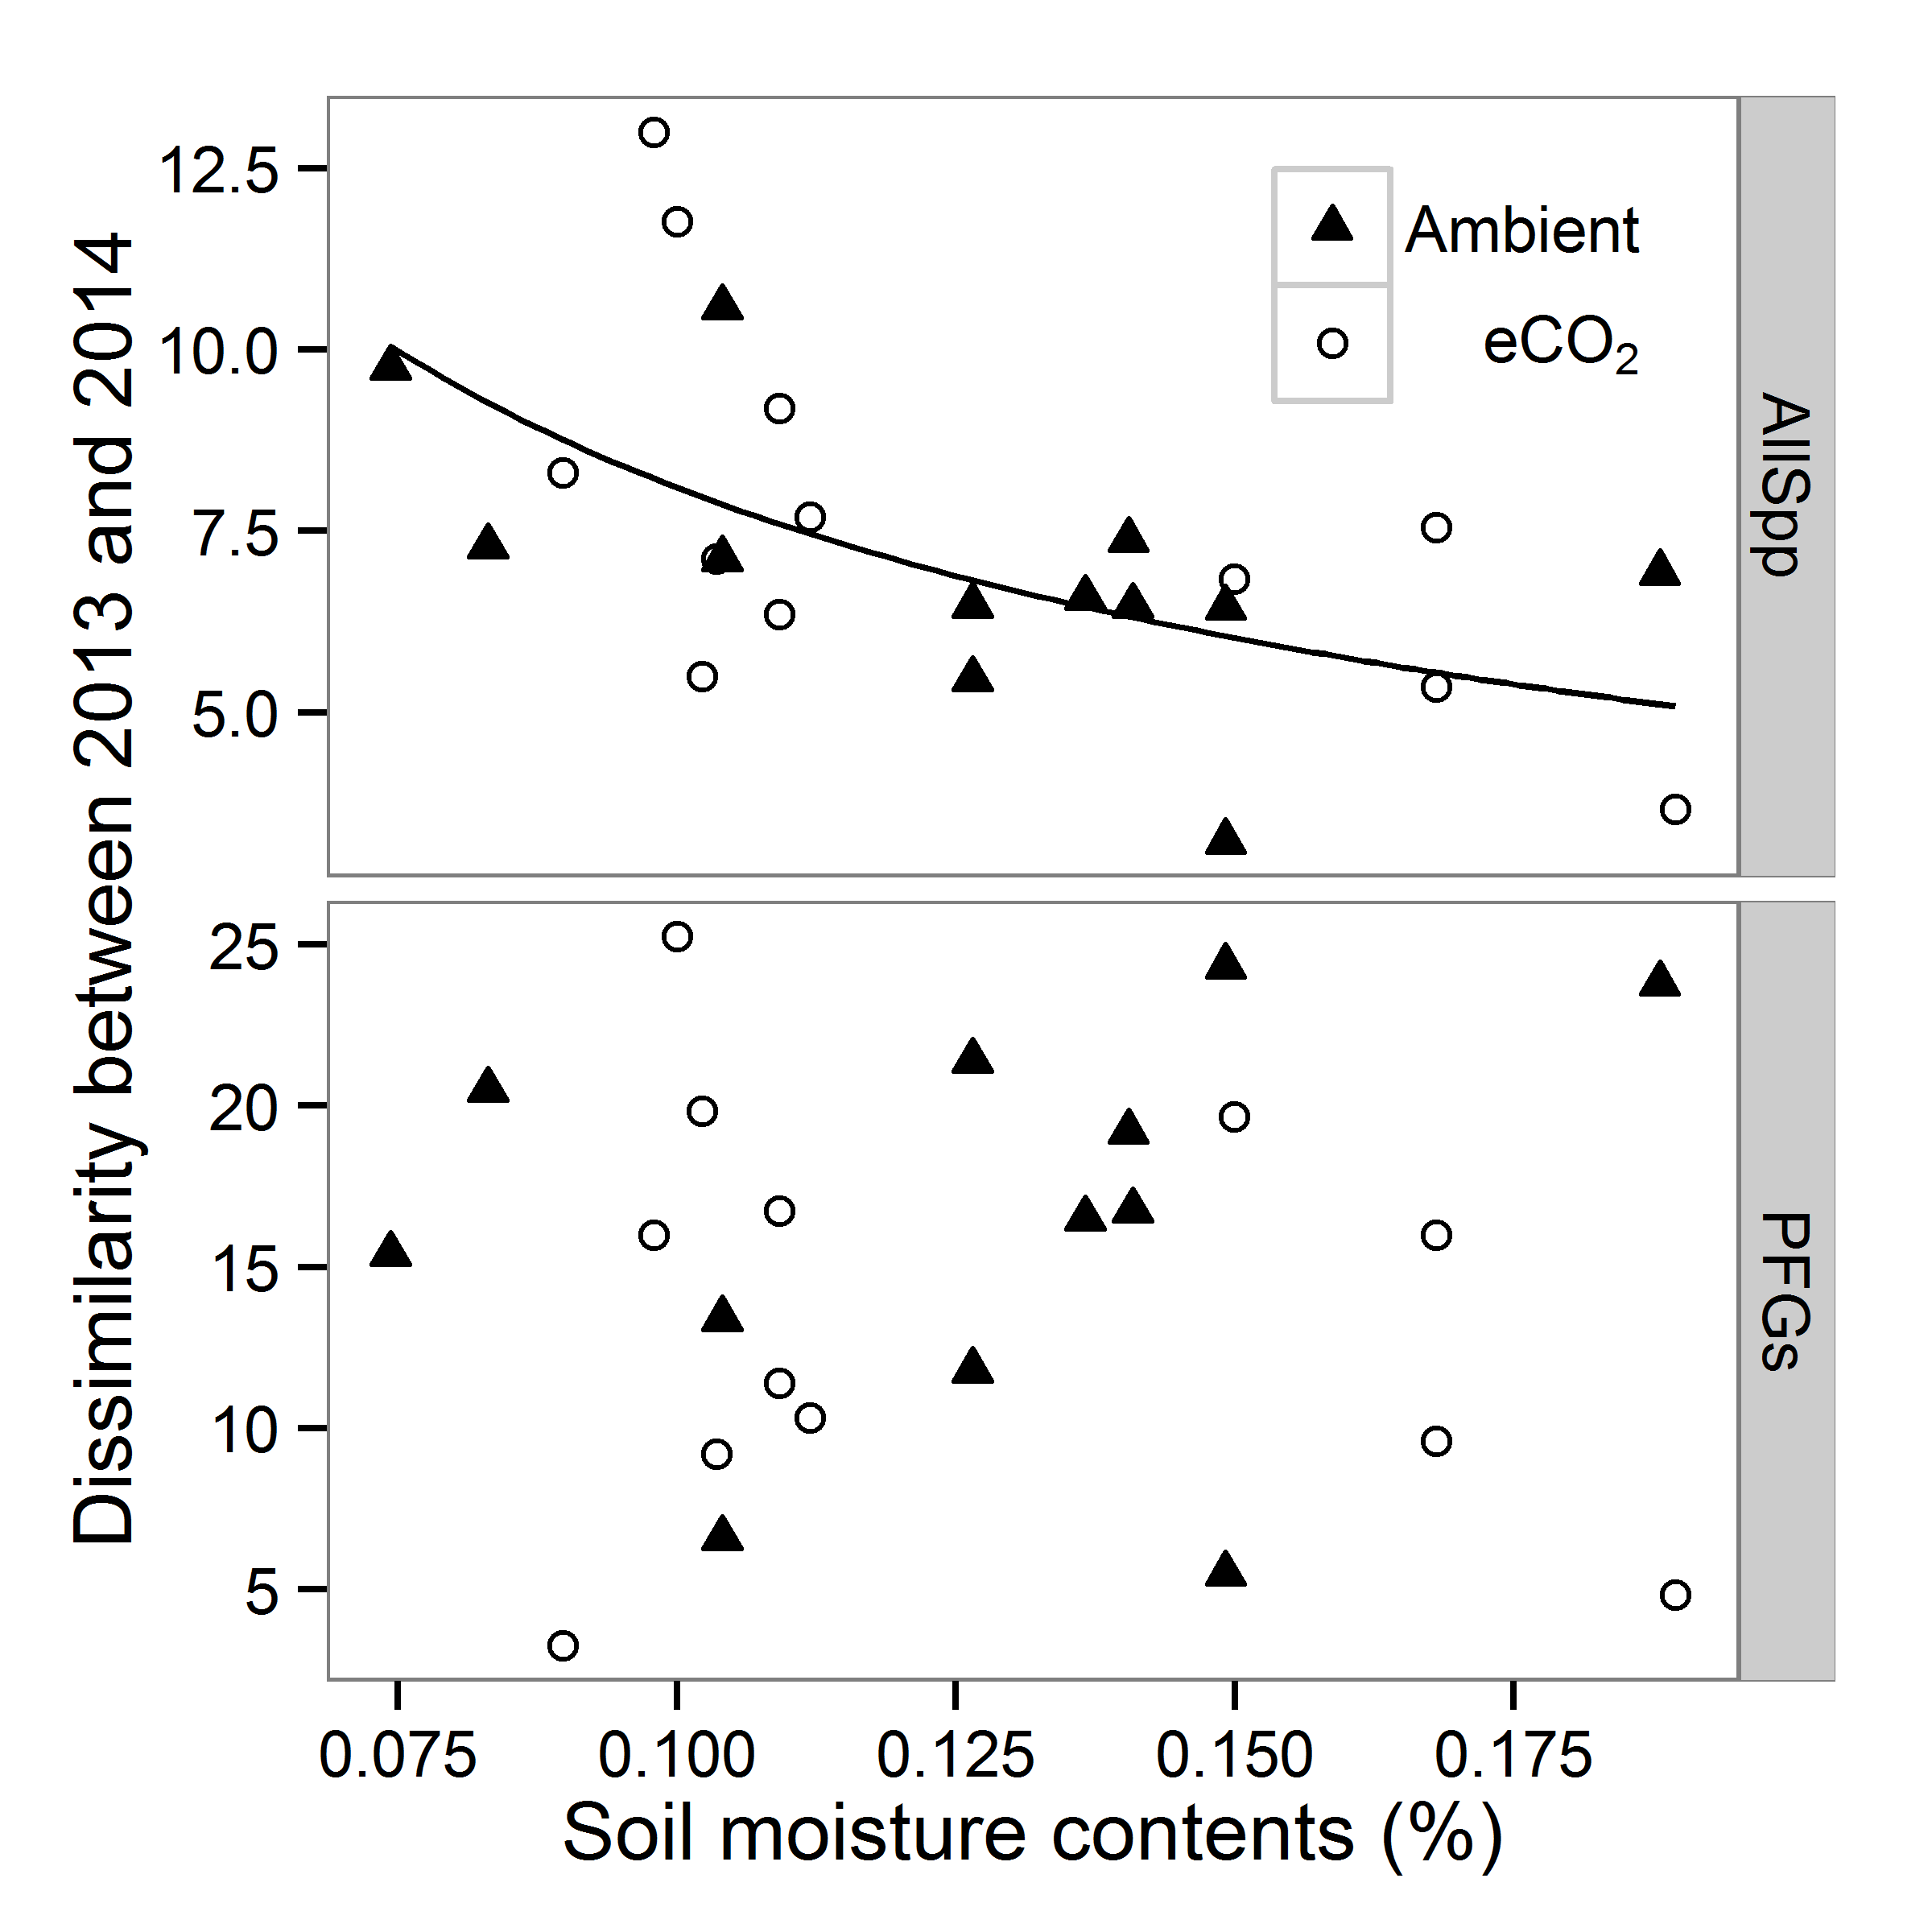 Dissimilarity between 2013 and 2014
12.5
10.0
7.5
5.0
Ambient
eCO₂
AllSpp
25
20
15
10
5
PFGs
0.075 0.100 0.125 0.150 0.175
Soil moisture contents (%)